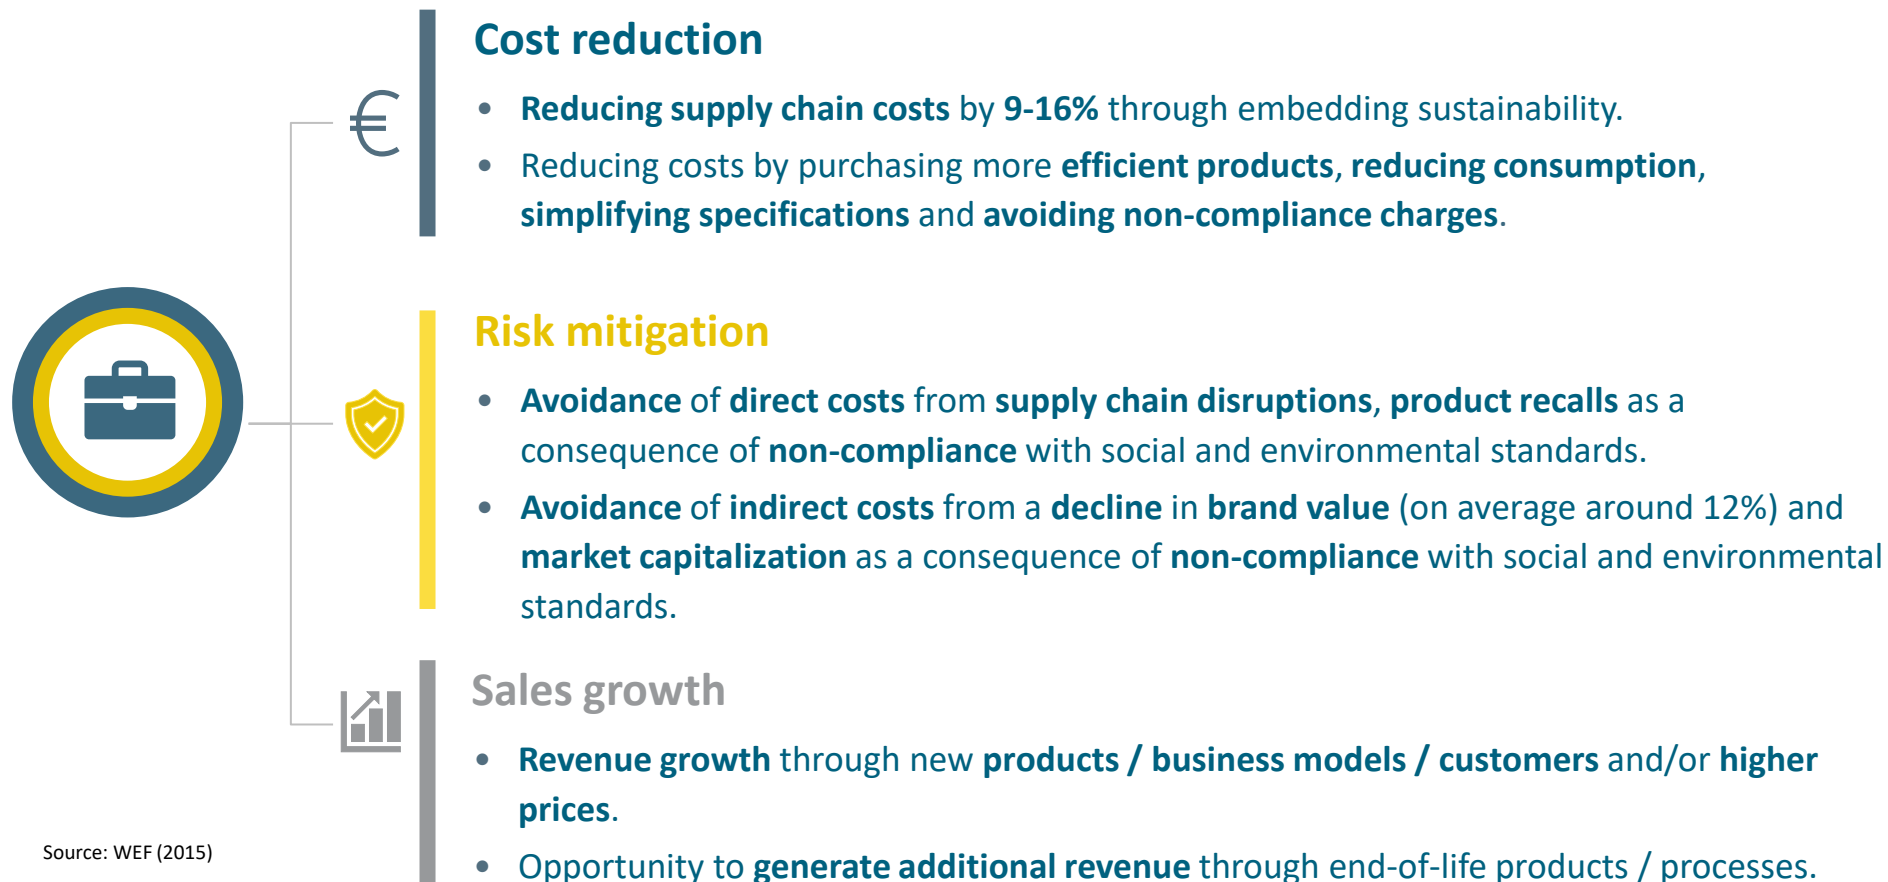 Cost reduction
• Reducing supply chain costs by 9-16% through embedding sustainability.
• Reducing costs by purchasing more efficient products, reducing consumption,
simplifying specifications and avoiding non-compliance charges.
Risk mitigation
• Avoidance of direct costs from supply chain disruptions, product recalls as a
consequence of non-compliance with social and environmental standards.
• Avoidance of indirect costs from a decline in brand value (on average around 12%) and
market capitalization as a consequence of non-compliance with social and environmental
standards.
Sales growth
• Revenue growth through new products / business models / customers and/or higher
prices.
• Opportunity to generate additional revenue through end-of-life products / processes.
Source: WEF (2015)